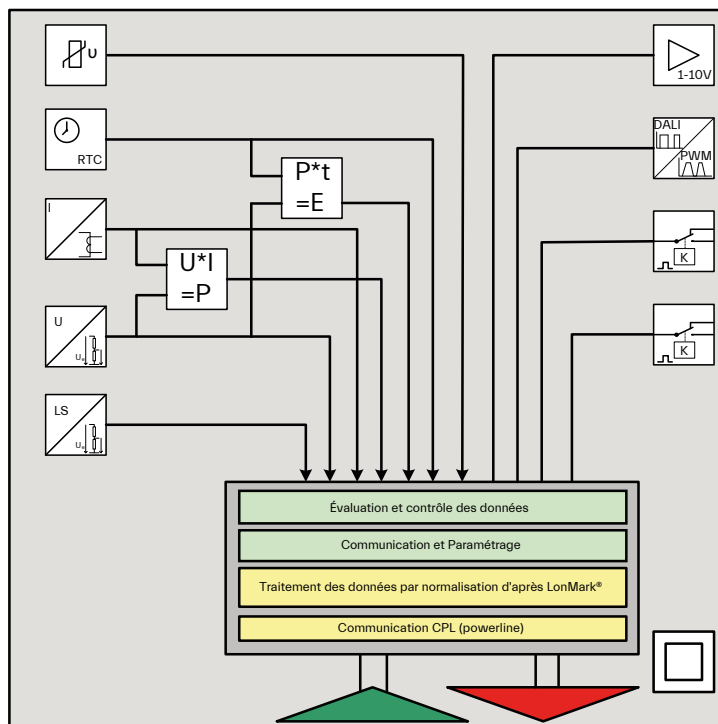 U
1-10V
RTC
DALI
PWM
P*t
=E
I
U*I
=P
K
U
U~
K
LS
U~
Évaluation et contrôle des données
Communication et Paramétrage
Traitement des données par normalisation d'après LonMark®
Communication CPL (powerline)